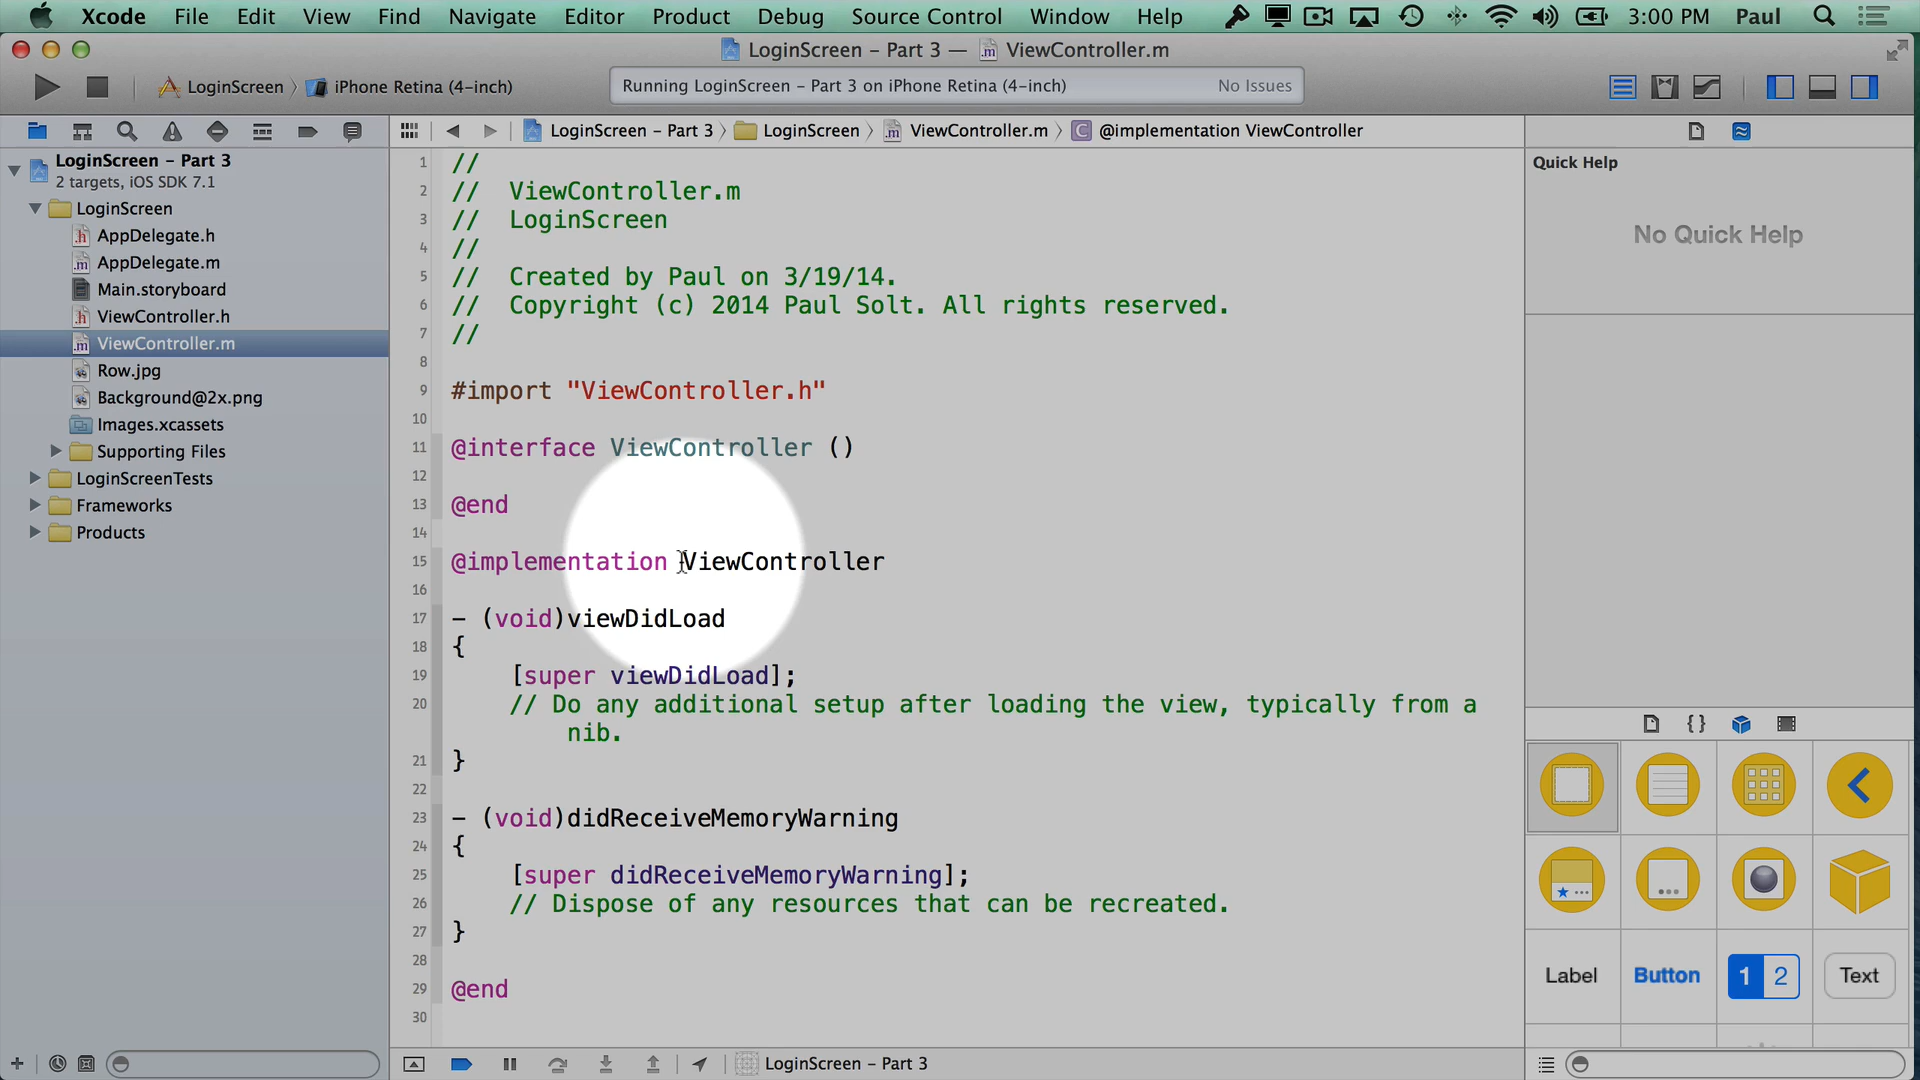 Xcode File Edit View Find Navigate Editor Product Debug Source Control Window Help 3:00 PM Paul
LoginScreen – Part 3 — ViewController.m
LoginScreen iPhone Retina (4-inch)
Running LoginScreen – Part 3 on iPhone Retina (4-inch) No Issues
LoginScreen – Part 3 LoginScreen ViewController.m @implementation ViewController
LoginScreen – Part 3
2 targets, iOS SDK 7.1
LoginScreen
AppDelegate.h
AppDelegate.m
Main.storyboard
ViewController.h
ViewController.m
Row.jpg
Background@2x.png
Images.xcassets
Supporting Files
LoginScreenTests
Frameworks
Products
1 //
2 //  ViewController.m
3 //  LoginScreen
4 //
5 //  Created by Paul on 3/19/14.
6 //  Copyright (c) 2014 Paul Solt. All rights reserved.
7 //
8
9 #import "ViewController.h"
10
11 @interface ViewController ()
12
13 @end
14
15 @implementation ViewController
16
17 - (void)viewDidLoad
18 {
19     [super viewDidLoad];
20     // Do any additional setup after loading the view, typically from a
nib.
21 }
22
23 - (void)didReceiveMemoryWarning
24 {
25     [super didReceiveMemoryWarning];
26     // Dispose of any resources that can be recreated.
27 }
28
29 @end
30
Quick Help
No Quick Help
Label Button 1 2 Text
LoginScreen – Part 3